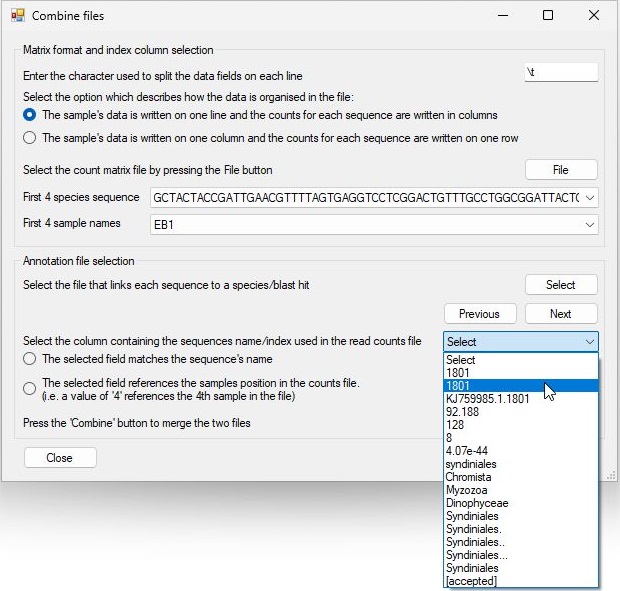 Combine files
Matrix format and index column selection
Enter the character used to split the data fields on each line
\t
Select the option which describes how the data is organised in the file:
The sample's data is written on one line and the counts for each sequence are written in columns
The sample's data is written on one column and the counts for each sequence are written on one row
Select the count matrix file by pressing the File button
File
First 4 species sequence
GCTACTACCGATTGAACGTTTTAGTGAGGTCCTCGGACTGTTTGCCTGGCGGATTACTC
First 4 sample names
EB1
Annotation file selection
Select the file that links each sequence to a species/blast hit
Select
Previous
Next
Select the column containing the sequences name/index used in the read counts file
Select
The selected field matches the sequence's name
The selected field references the samples position in the counts file.
(i.e. a value of '4' references the 4th sample in the file)
Press the 'Combine' button to merge the two files
Close
Select
1801
1801
KJ759985.1.1801
92.188
128
8
4.07e-44
syndiniales
Chromista
Myzozoa
Dinophyceae
Syndiniales
Syndiniales.
Syndiniales..
Syndiniales...
Syndiniales
[accepted]